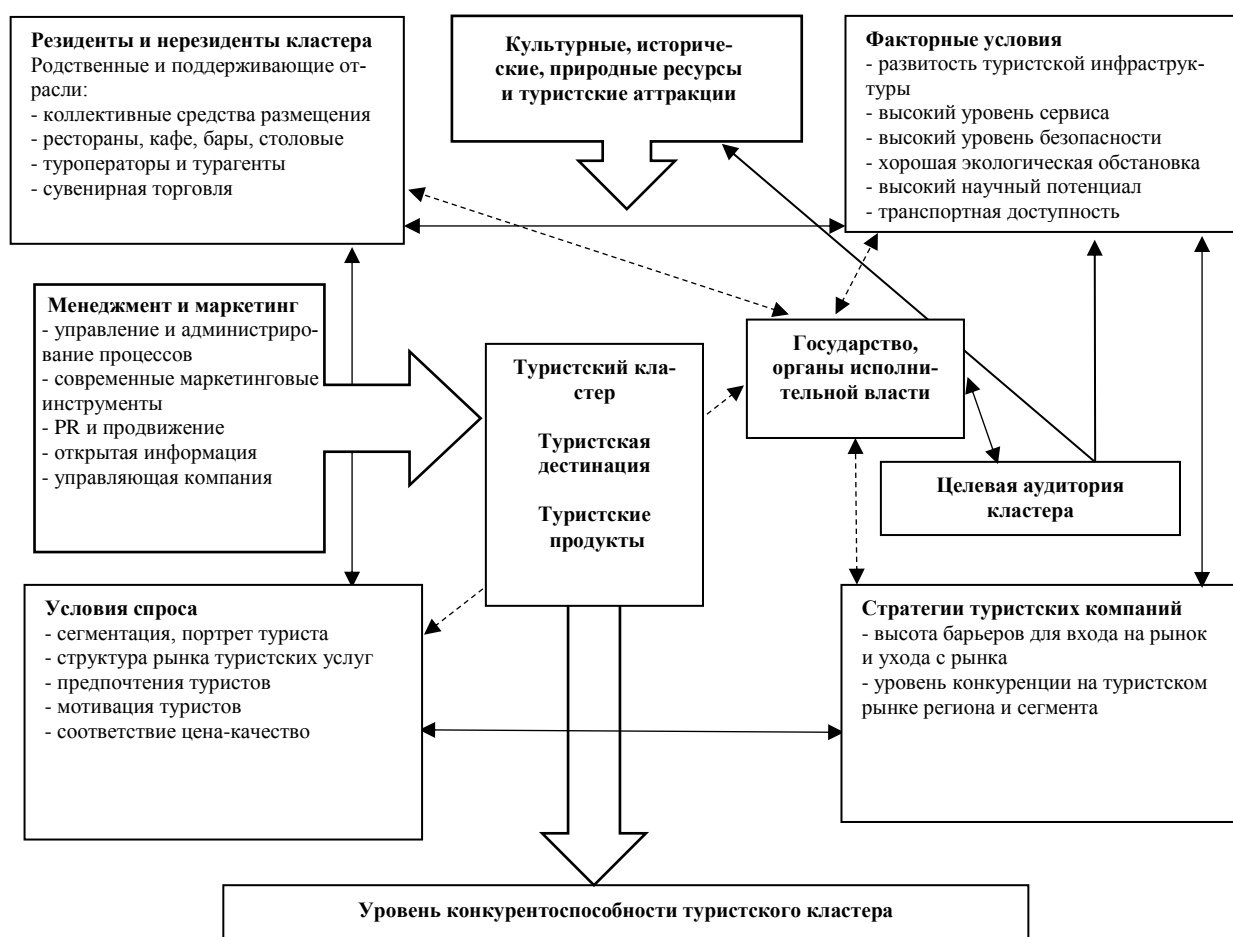 Резиденты и нерезиденты кластера
Родственные и поддерживающие от-
расли:
- коллективные средства размещения
- рестораны, кафе, бары, столовые
- туроператоры и турагенты
- сувенирная торговля
Культурные, историче-
ские, природные ресурсы
и туристские аттракции
Факторные условия
- развитость туристской инфраструк-
туры
- высокий уровень сервиса
- высокий уровень безопасности
- хорошая экологическая обстановка
- высокий научный потенциал
- транспортная доступность
Менеджмент и маркетинг
- управление и администриро-
вание процессов
- современные маркетинговые
инструменты
- PR и продвижение
- открытая информация
- управляющая компания
Туристский кла-
стер
Туристская
дестинация
Туристские
продукты
Государство,
органы исполни-
тельной власти
Целевая аудитория
кластера
Условия спроса
- сегментация, портрет туриста
- структура рынка туристских услуг
- предпочтения туристов
- мотивация туристов
- соответствие цена-качество
Стратегии туристских компаний
- высота барьеров для входа на рынок
и ухода с рынка
- уровень конкуренции на туристском
рынке региона и сегмента
Уровень конкурентоспособности туристского кластера